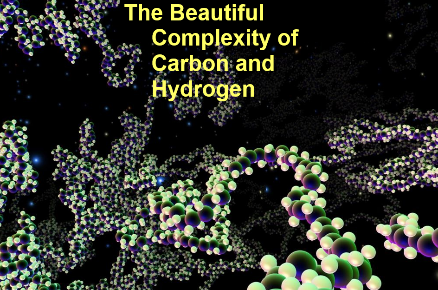 The Beautiful
Complexity of
Carbon and
Hydrogen